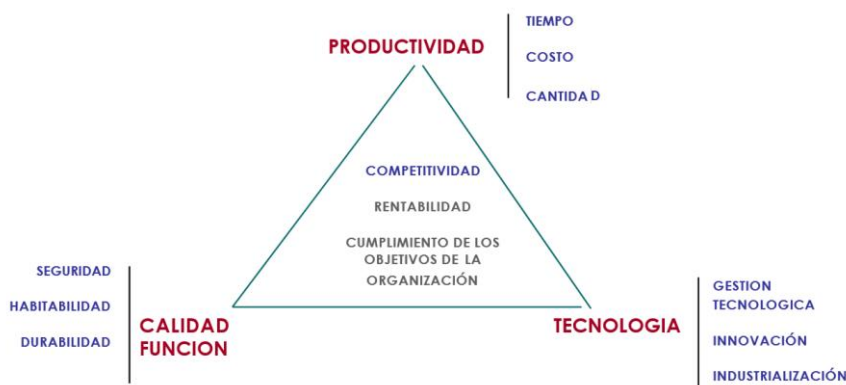 TIEMPO
PRODUCTIVIDAD
COSTO
CANTIDAD
COMPETITIVIDAD
RENTABILIDAD
CUMPLIMIENTO DE LOS
OBJETIVOS DE LA
ORGANIZACIÓN
SEGURIDAD
HABITABILIDAD
DURABILIDAD
CALIDAD
FUNCION
TECNOLOGIA
GESTION
TECNOLOGICA
INNOVACIÓN
INDUSTRIALIZACIÓN